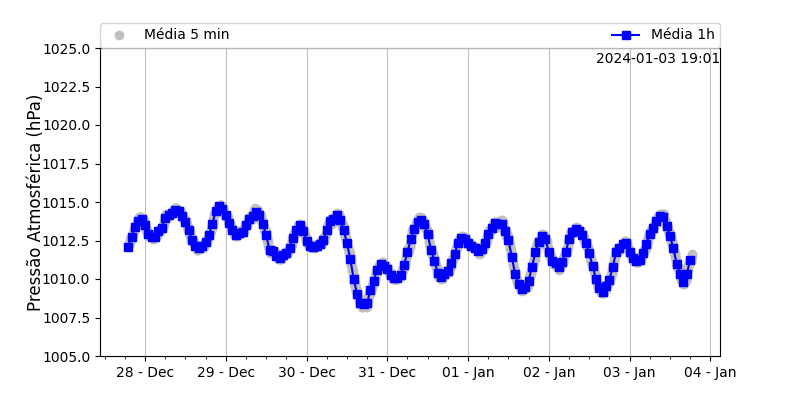 Média 5 min
Média 1h
2024-01-03 19:01
Pressão Atmosférica (hPa)
1025.0
1022.5
1020.0
1017.5
1015.0
1012.5
1010.0
1007.5
1005.0
28 - Dec
29 - Dec
30 - Dec
31 - Dec
01 - Jan
02 - Jan
03 - Jan
04 - Jan